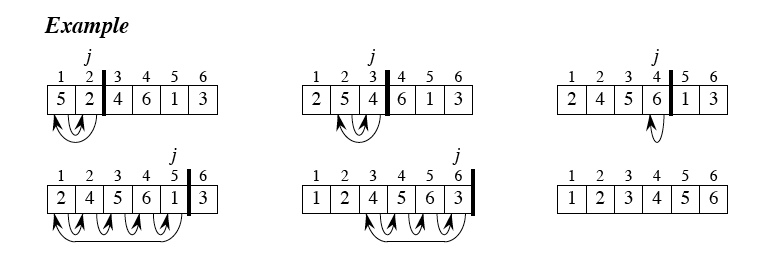 Example
j j j
1 2 3 4 5 6 1 2 3 4 5 6 1 2 3 4 5 6
5 2 4 6 1 3 2 5 4 6 1 3 2 4 5 6 1 3
j j
1 2 3 4 5 6 1 2 3 4 5 6 1 2 3 4 5 6
2 4 5 6 1 3 1 2 4 5 6 3 1 2 3 4 5 6